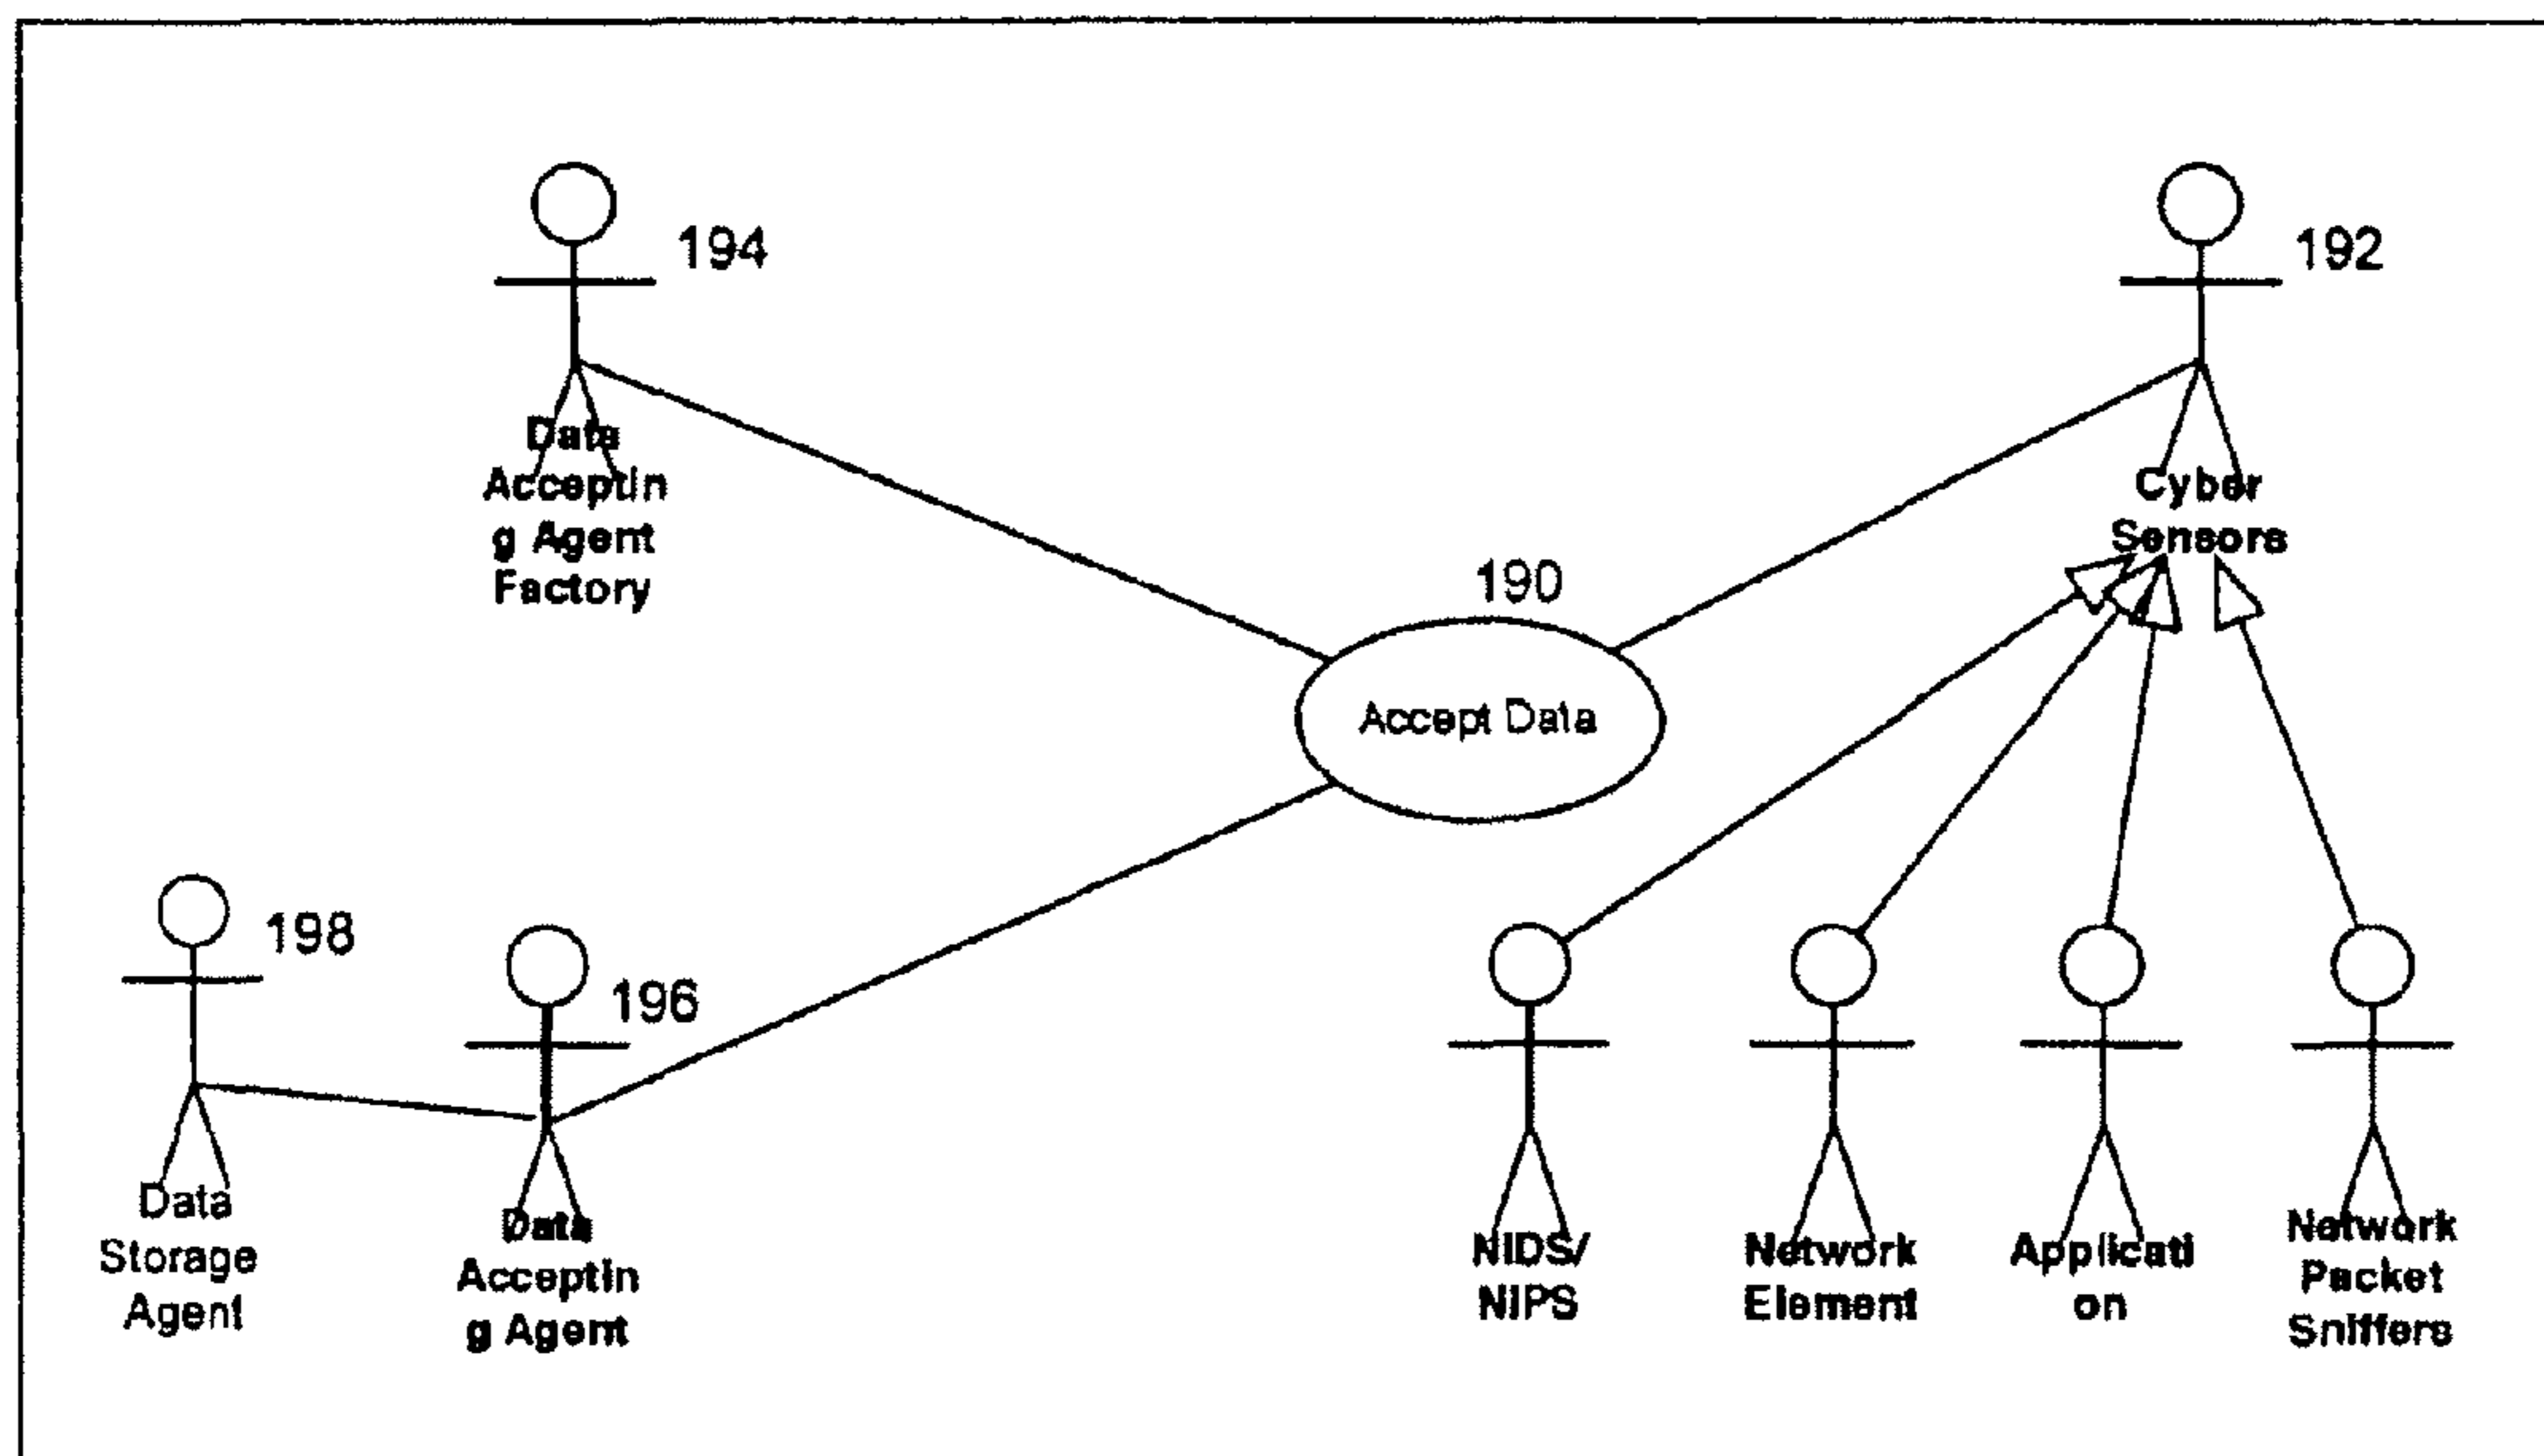 194
192
Data
Acceptin
g Agent
Factory
Cyber
Sensors
190
Accept Data
198
196
Data
Storage
Agent
Data
Acceptin
g Agent
NIDS/
NIPS
Network
Element
Applicati
on
Network
Packet
Sniffers